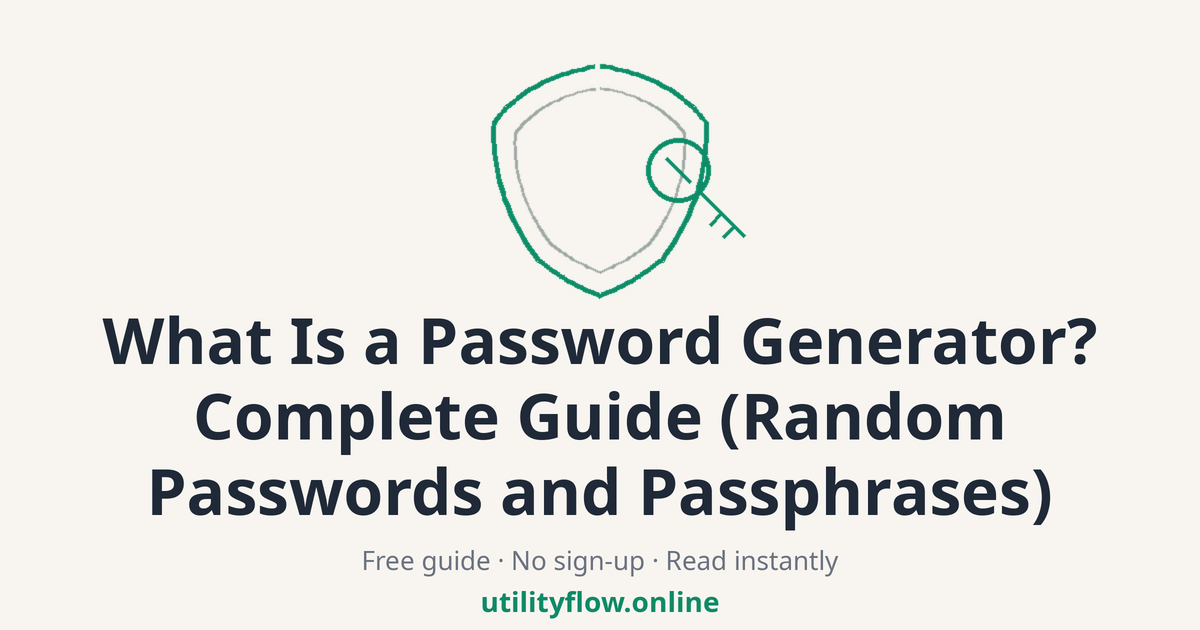 What Is a Password Generator?
Complete Guide (Random
Passwords and Passphrases)
Free guide · No sign-up · Read instantly
utilityflow.online